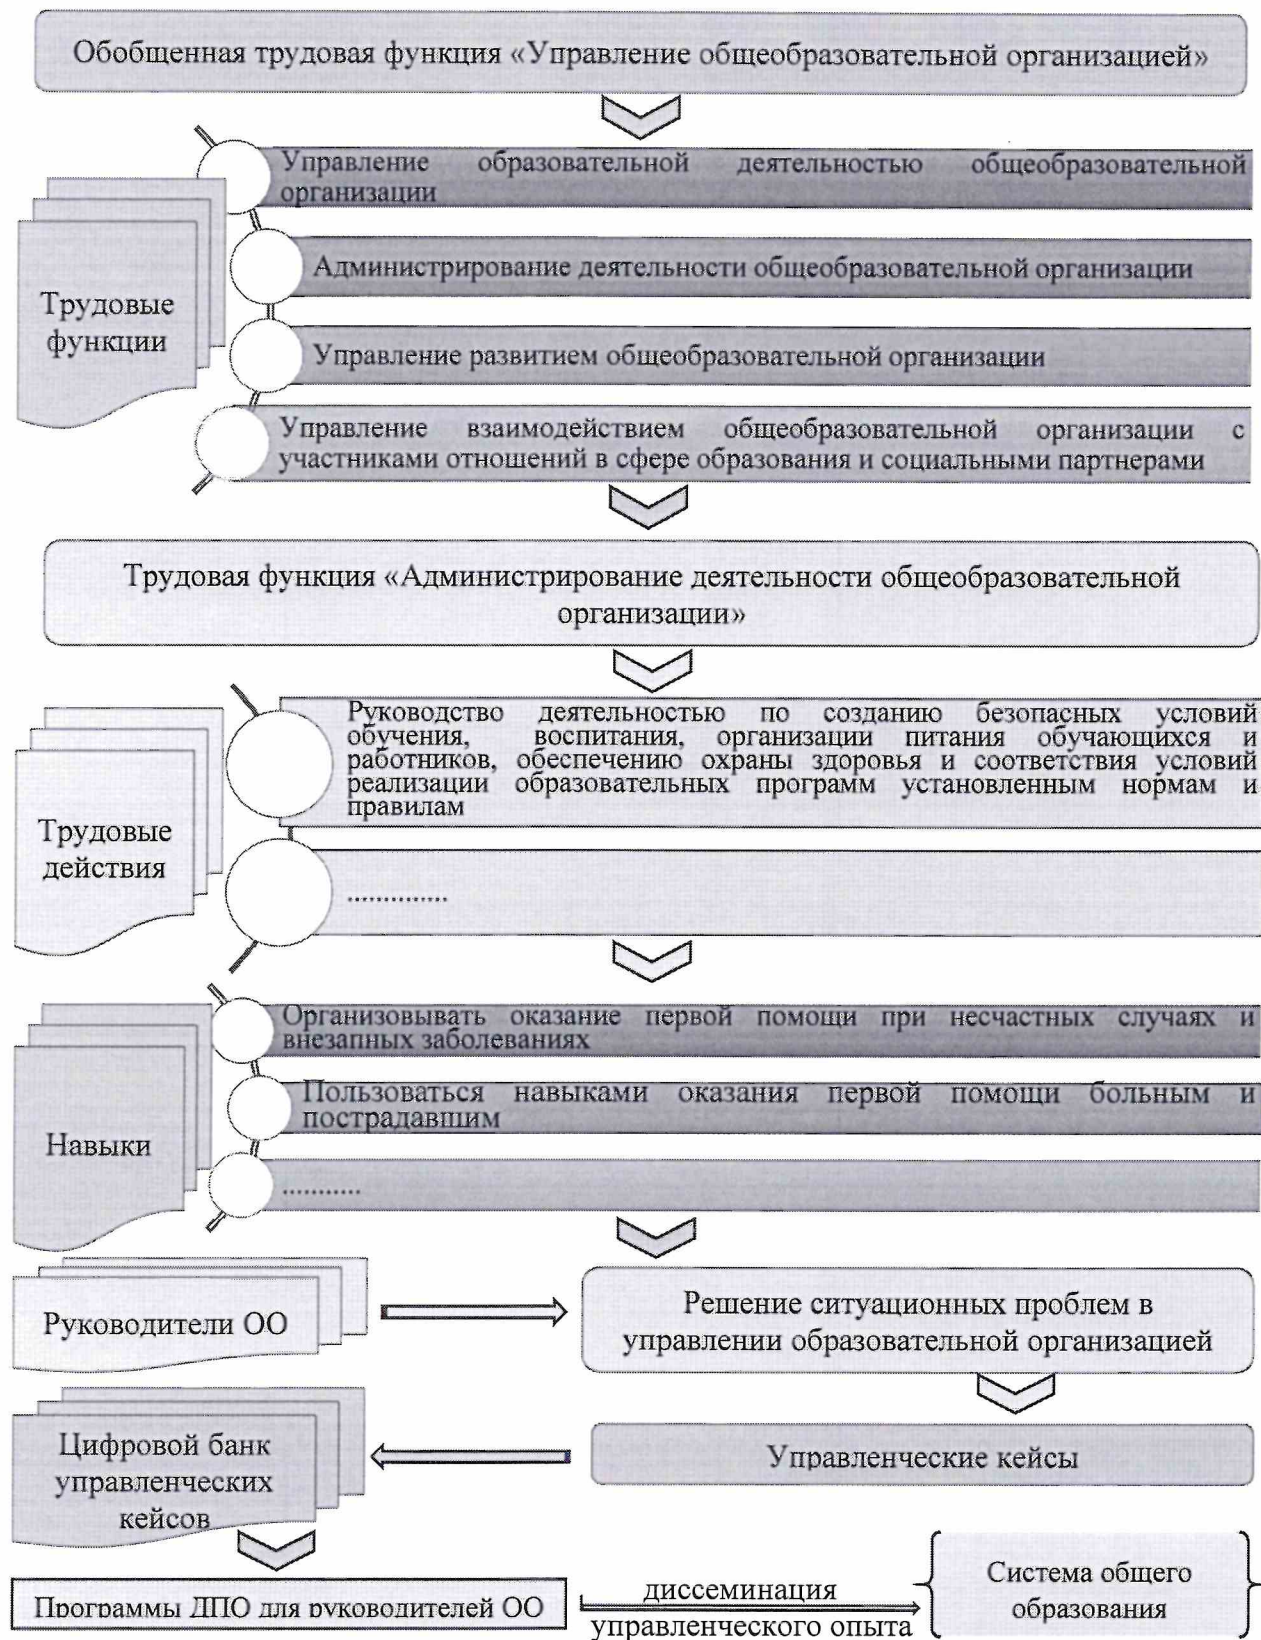 Обобщенная трудовая функция «Управление общеобразовательной организацией»
Управление образовательной деятельностью общеобразовательной
организации
Администрирование деятельности общеобразовательной организации
Трудовые
функции
Управление развитием общеобразовательной организации
Управление взаимодействием общеобразовательной организации с
участниками отношений в сфере образования и социальными партнерами
Трудовая функция «Администрирование деятельности общеобразовательной
организации»
Руководство деятельностью по созданию безопасных условий
обучения, воспитания, организации питания обучающихся и
работников, обеспечению охраны здоровья и соответствия условий
реализации образовательных программ установленным нормам и
правилам
Трудовые
действия
..............
Организовывать оказание первой помощи при несчастных случаях и
внезапных заболеваниях
Пользоваться навыками оказания первой помощи больным и
пострадавшим
Навыки
...........
Руководители ОО
Решение ситуационных проблем в
управлении образовательной организацией
Цифровой банк
управленческих
кейсов
Управленческие кейсы
Программы ДПО для руководителей ОО
диссеминация
управленческого опыта
Система общего
образования